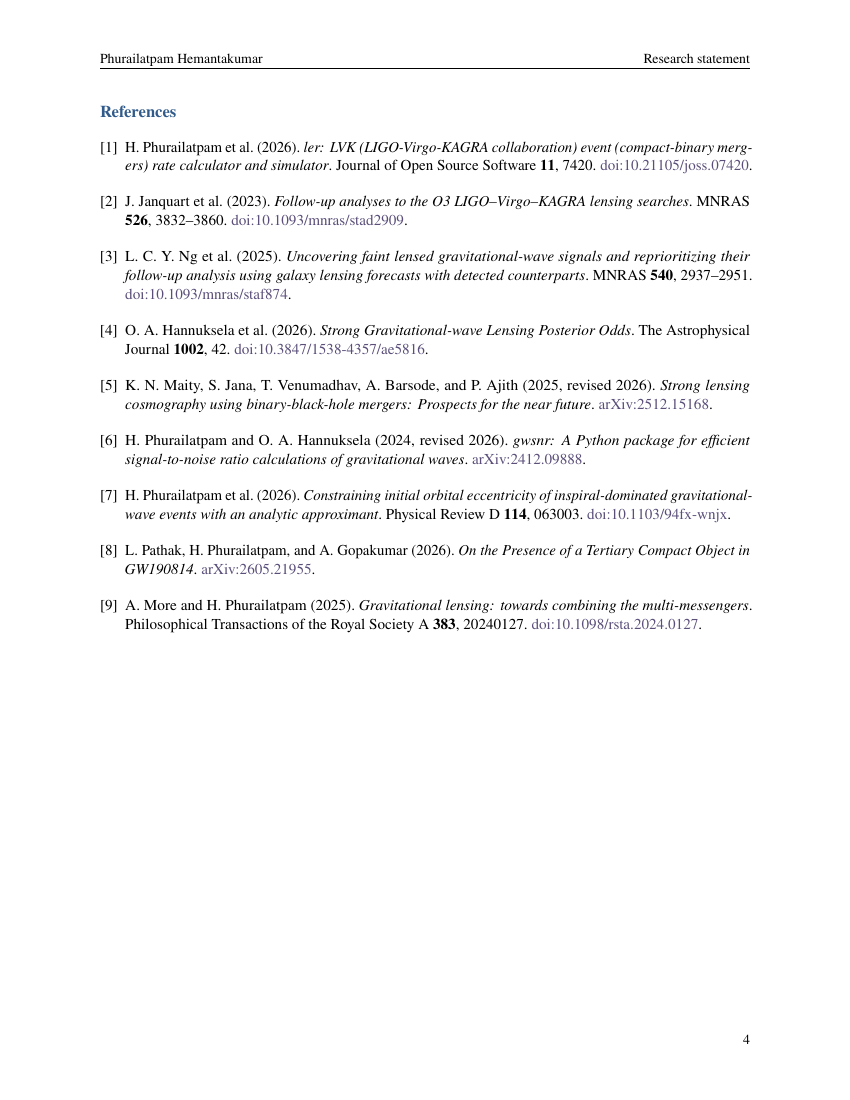 Phurailatpam Hemantakumar
Research statement
References
[1] H. Phurailatpam et al. (2026). ler: LVK (LIGO-Virgo-KAGRA collaboration) event (compact-binary merg-
ers) rate calculator and simulator. Journal of Open Source Software 11, 7420. doi:10.21105/joss.07420.
[2] J. Janquart et al. (2023). Follow-up analyses to the O3 LIGO–Virgo–KAGRA lensing searches. MNRAS
526, 3832–3860. doi:10.1093/mnras/stad2909.
[3] L. C. Y. Ng et al. (2025). Uncovering faint lensed gravitational-wave signals and reprioritizing their
follow-up analysis using galaxy lensing forecasts with detected counterparts. MNRAS 540, 2937–2951.
doi:10.1093/mnras/staf874.
[4] O. A. Hannuksela et al. (2026). Strong Gravitational-wave Lensing Posterior Odds. The Astrophysical
Journal 1002, 42. doi:10.3847/1538-4357/ae5816.
[5] K. N. Maity, S. Jana, T. Venumadhav, A. Barsode, and P. Ajith (2025, revised 2026). Strong lensing
cosmography using binary-black-hole mergers: Prospects for the near future. arXiv:2512.15168.
[6] H. Phurailatpam and O. A. Hannuksela (2024, revised 2026). gwsnr: A Python package for efficient
signal-to-noise ratio calculations of gravitational waves. arXiv:2412.09888.
[7] H. Phurailatpam et al. (2026). Constraining initial orbital eccentricity of inspiral-dominated gravitational-
wave events with an analytic approximant. Physical Review D 114, 063003. doi:10.1103/94fx-wnjx.
[8] L. Pathak, H. Phurailatpam, and A. Gopakumar (2026). On the Presence of a Tertiary Compact Object in
GW190814. arXiv:2605.21955.
[9] A. More and H. Phurailatpam (2025). Gravitational lensing: towards combining the multi-messengers.
Philosophical Transactions of the Royal Society A 383, 20240127. doi:10.1098/rsta.2024.0127.
4